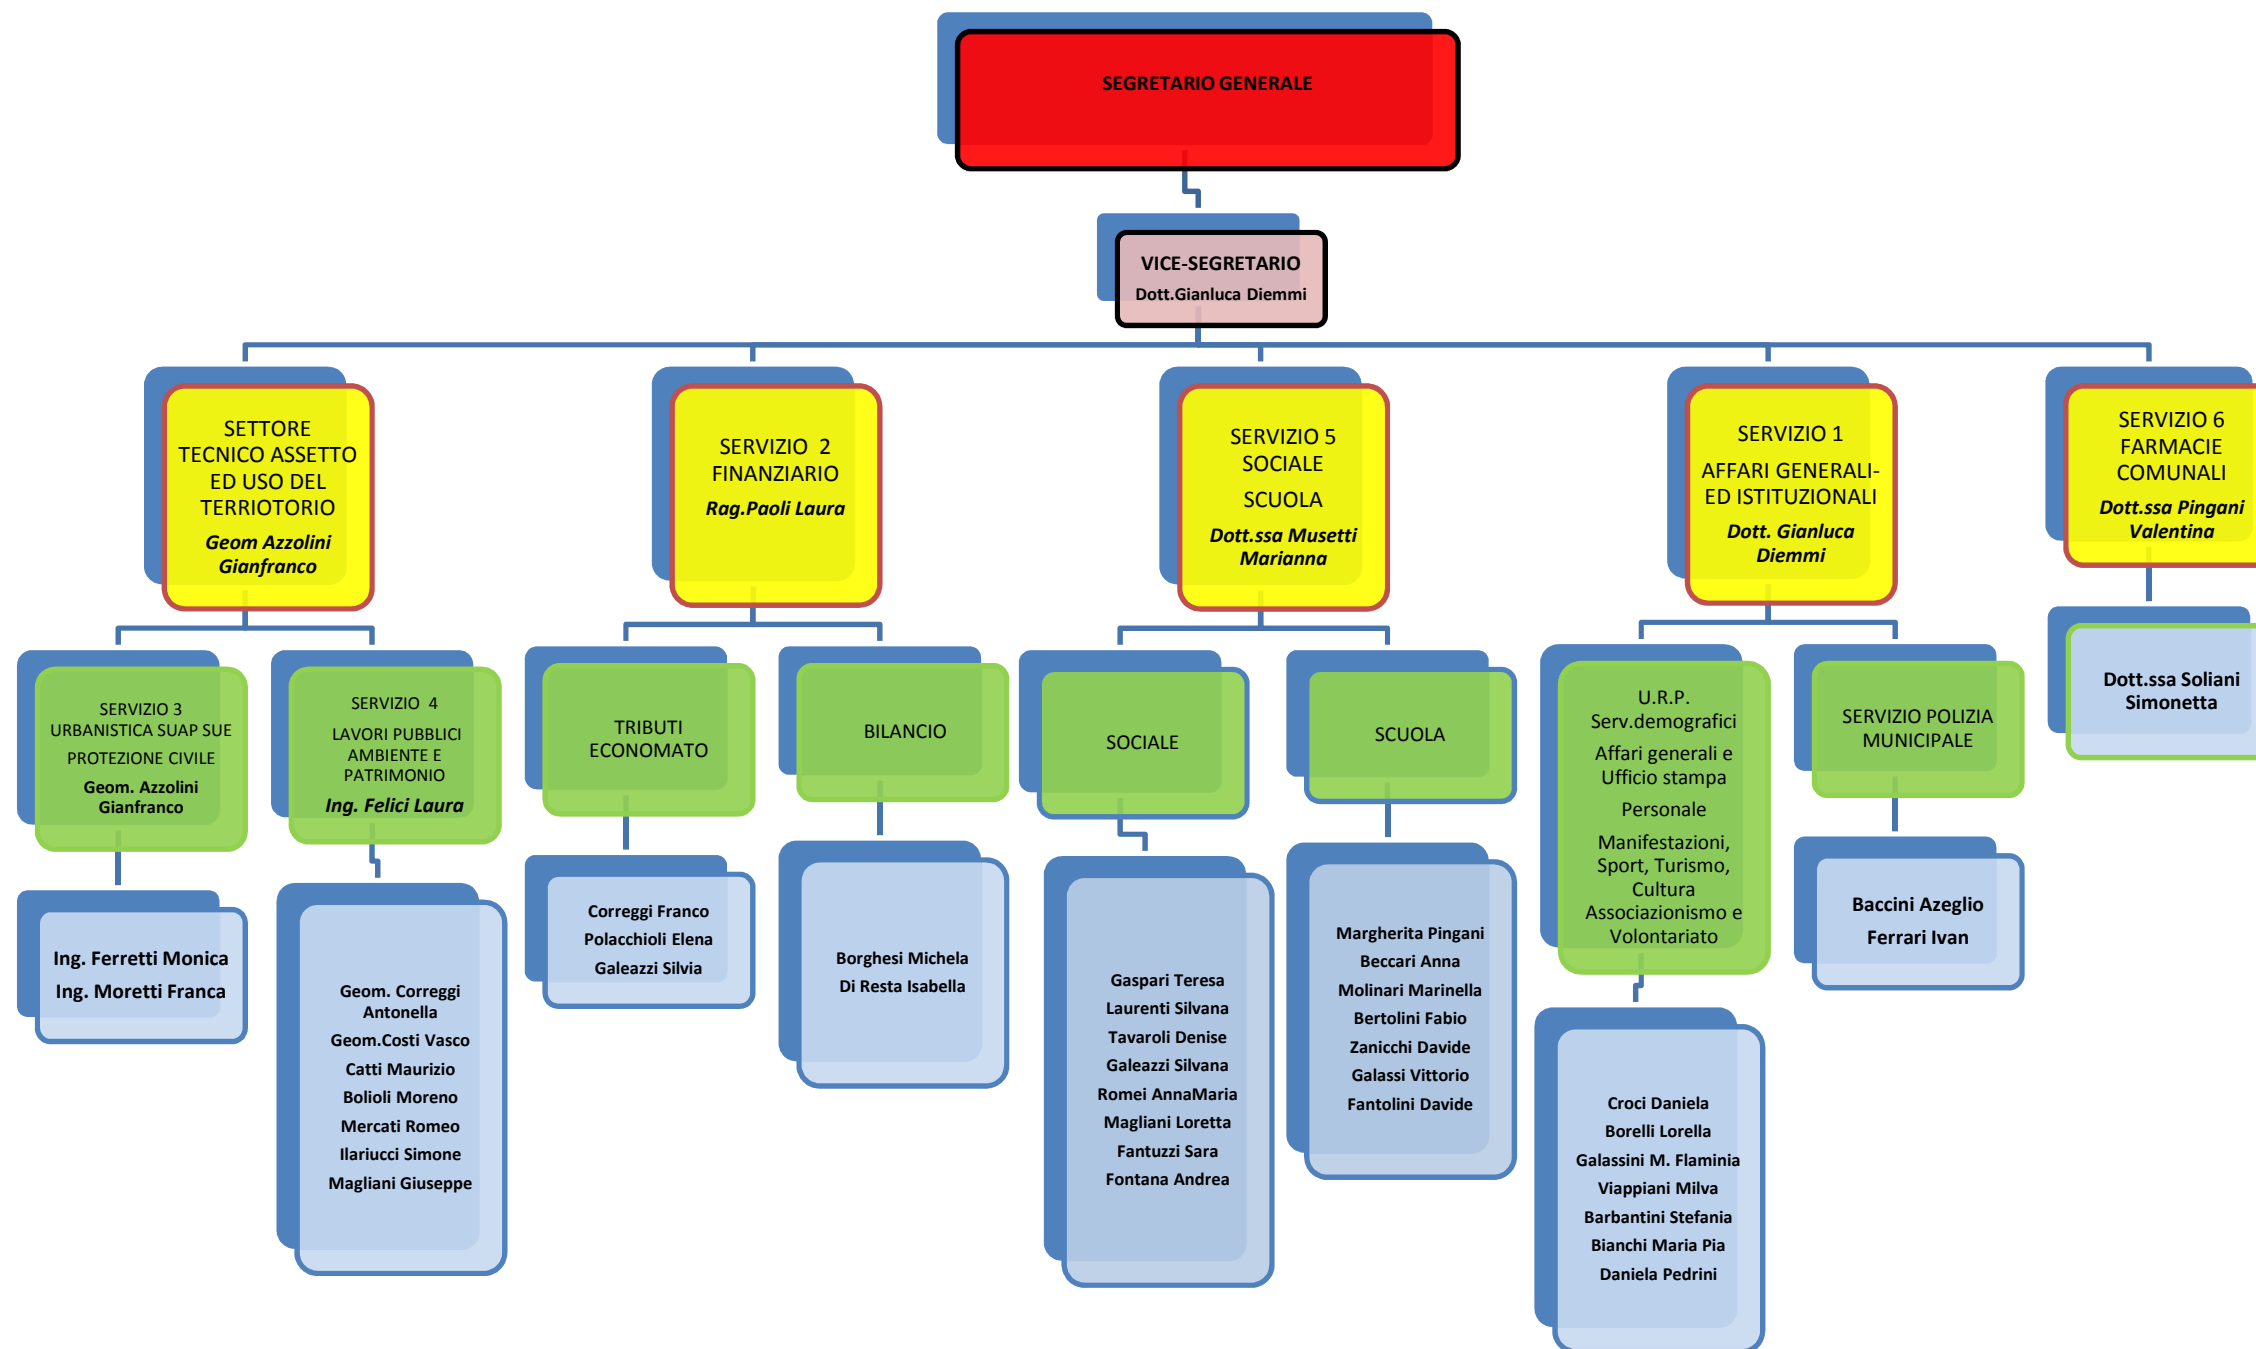 SEGRETARIO GENERALE
VICE-SEGRETARIO
Dott.Gianluca Diemmi
SETTORE
TECNICO ASSETTO
ED USO DEL
TERRIOTORIO
Geom Azzolini
Gianfranco
SERVIZIO 2
FINANZIARIO
Rag.Paoli Laura
SERVIZIO 5
SOCIALE
SCUOLA
Dott.ssa Musetti
Marianna
SERVIZIO 1
AFFARI GENERALI-
ED ISTITUZIONALI
Dott. Gianluca
Diemmi
SERVIZIO 6
FARMACIE
COMUNALI
Dott.ssa Pingani
Valentina
SERVIZIO 3
URBANISTICA SUAP SUE
PROTEZIONE CIVILE
Geom. Azzolini
Gianfranco
SERVIZIO 4
LAVORI PUBBLICI
AMBIENTE E
PATRIMONIO
Ing. Felici Laura
TRIBUTI
ECONOMATO
BILANCIO
SOCIALE
SCUOLA
U.R.P.
Serv.demografici
Affari generali e
Ufficio stampa
Personale
Manifestazioni,
Sport, Turismo,
Cultura
Associazionismo e
Volontariato
SERVIZIO POLIZIA
MUNICIPALE
Dott.ssa Soliani
Simonetta
Ing. Ferretti Monica
Ing. Moretti Franca
Geom. Correggi
Antonella
Geom.Costi Vasco
Catti Maurizio
Bolioli Moreno
Mercati Romeo
Ilariucci Simone
Magliani Giuseppe
Correggi Franco
Polacchioli Elena
Galeazzi Silvia
Borghesi Michela
Di Resta Isabella
Gaspari Teresa
Laurenti Silvana
Tavaroli Denise
Galeazzi Silvana
Romei AnnaMaria
Magliani Loretta
Fantuzzi Sara
Fontana Andrea
Margherita Pingani
Beccari Anna
Molinari Marinella
Bertolini Fabio
Zanicchi Davide
Galassi Vittorio
Fantolini Davide
Croci Daniela
Borelli Lorella
Galassini M. Flaminia
Viappiani Milva
Barbantini Stefania
Bianchi Maria Pia
Daniela Pedrini
Baccini Azeglio
Ferrari Ivan